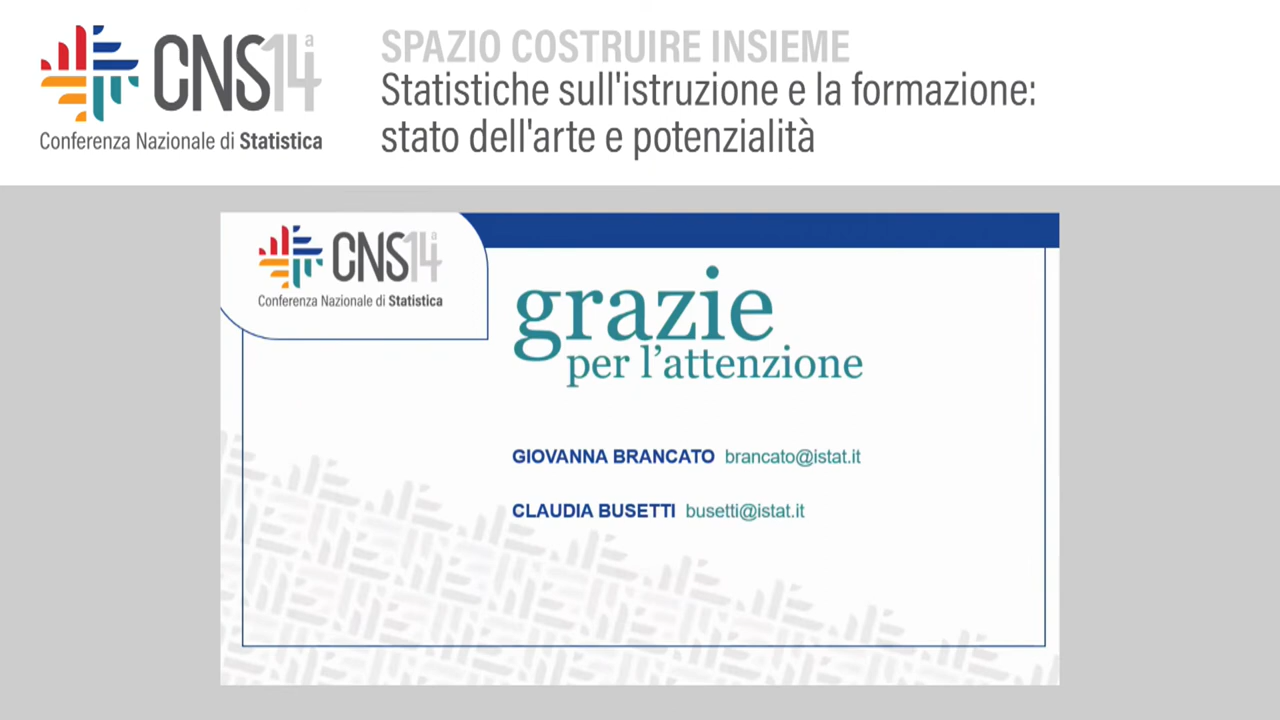 CNS14ª
Conferenza Nazionale di Statistica
SPAZIO COSTRUIRE INSIEME
Statistiche sull'istruzione e la formazione:
stato dell'arte e potenzialità
CNS14ª
Conferenza Nazionale di Statistica
grazie
per l’attenzione
GIOVANNA BRANCATO brancato@istat.it
CLAUDIA BUSETTI busetti@istat.it